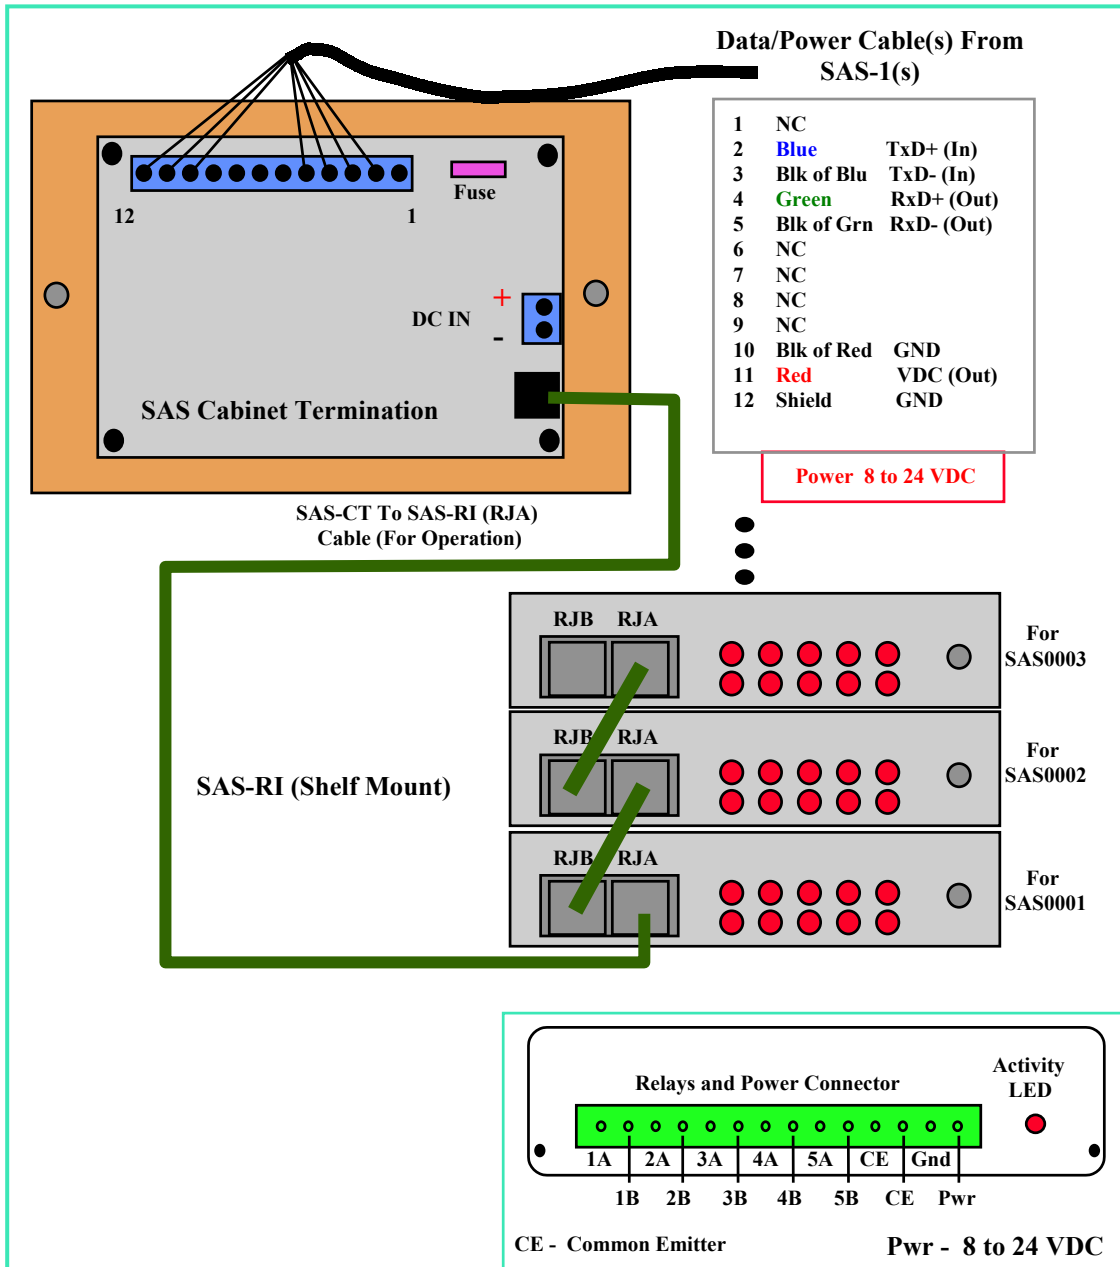 Data/Power Cable(s) From
SAS-1(s)
1 NC
2 Blue TxD+ (In)
3 Blk of Blu TxD- (In)
4 Green RxD+ (Out)
5 Blk of Grn RxD- (Out)
6 NC
7 NC
8 NC
9 NC
10 Blk of Red GND
11 Red VDC (Out)
12 Shield GND
Power 8 to 24 VDC
Fuse
12 1
+
DC IN
-
SAS Cabinet Termination
SAS-CT To SAS-RI (RJA)
Cable (For Operation)
RJB RJA
For
SAS0003
RJB RJA
For
SAS0002
SAS-RI (Shelf Mount)
RJB RJA
For
SAS0001
Activity
LED
Relays and Power Connector
1A 2A 3A 4A 5A CE Gnd
1B 2B 3B 4B 5B CE Pwr
CE - Common Emitter
Pwr - 8 to 24 VDC